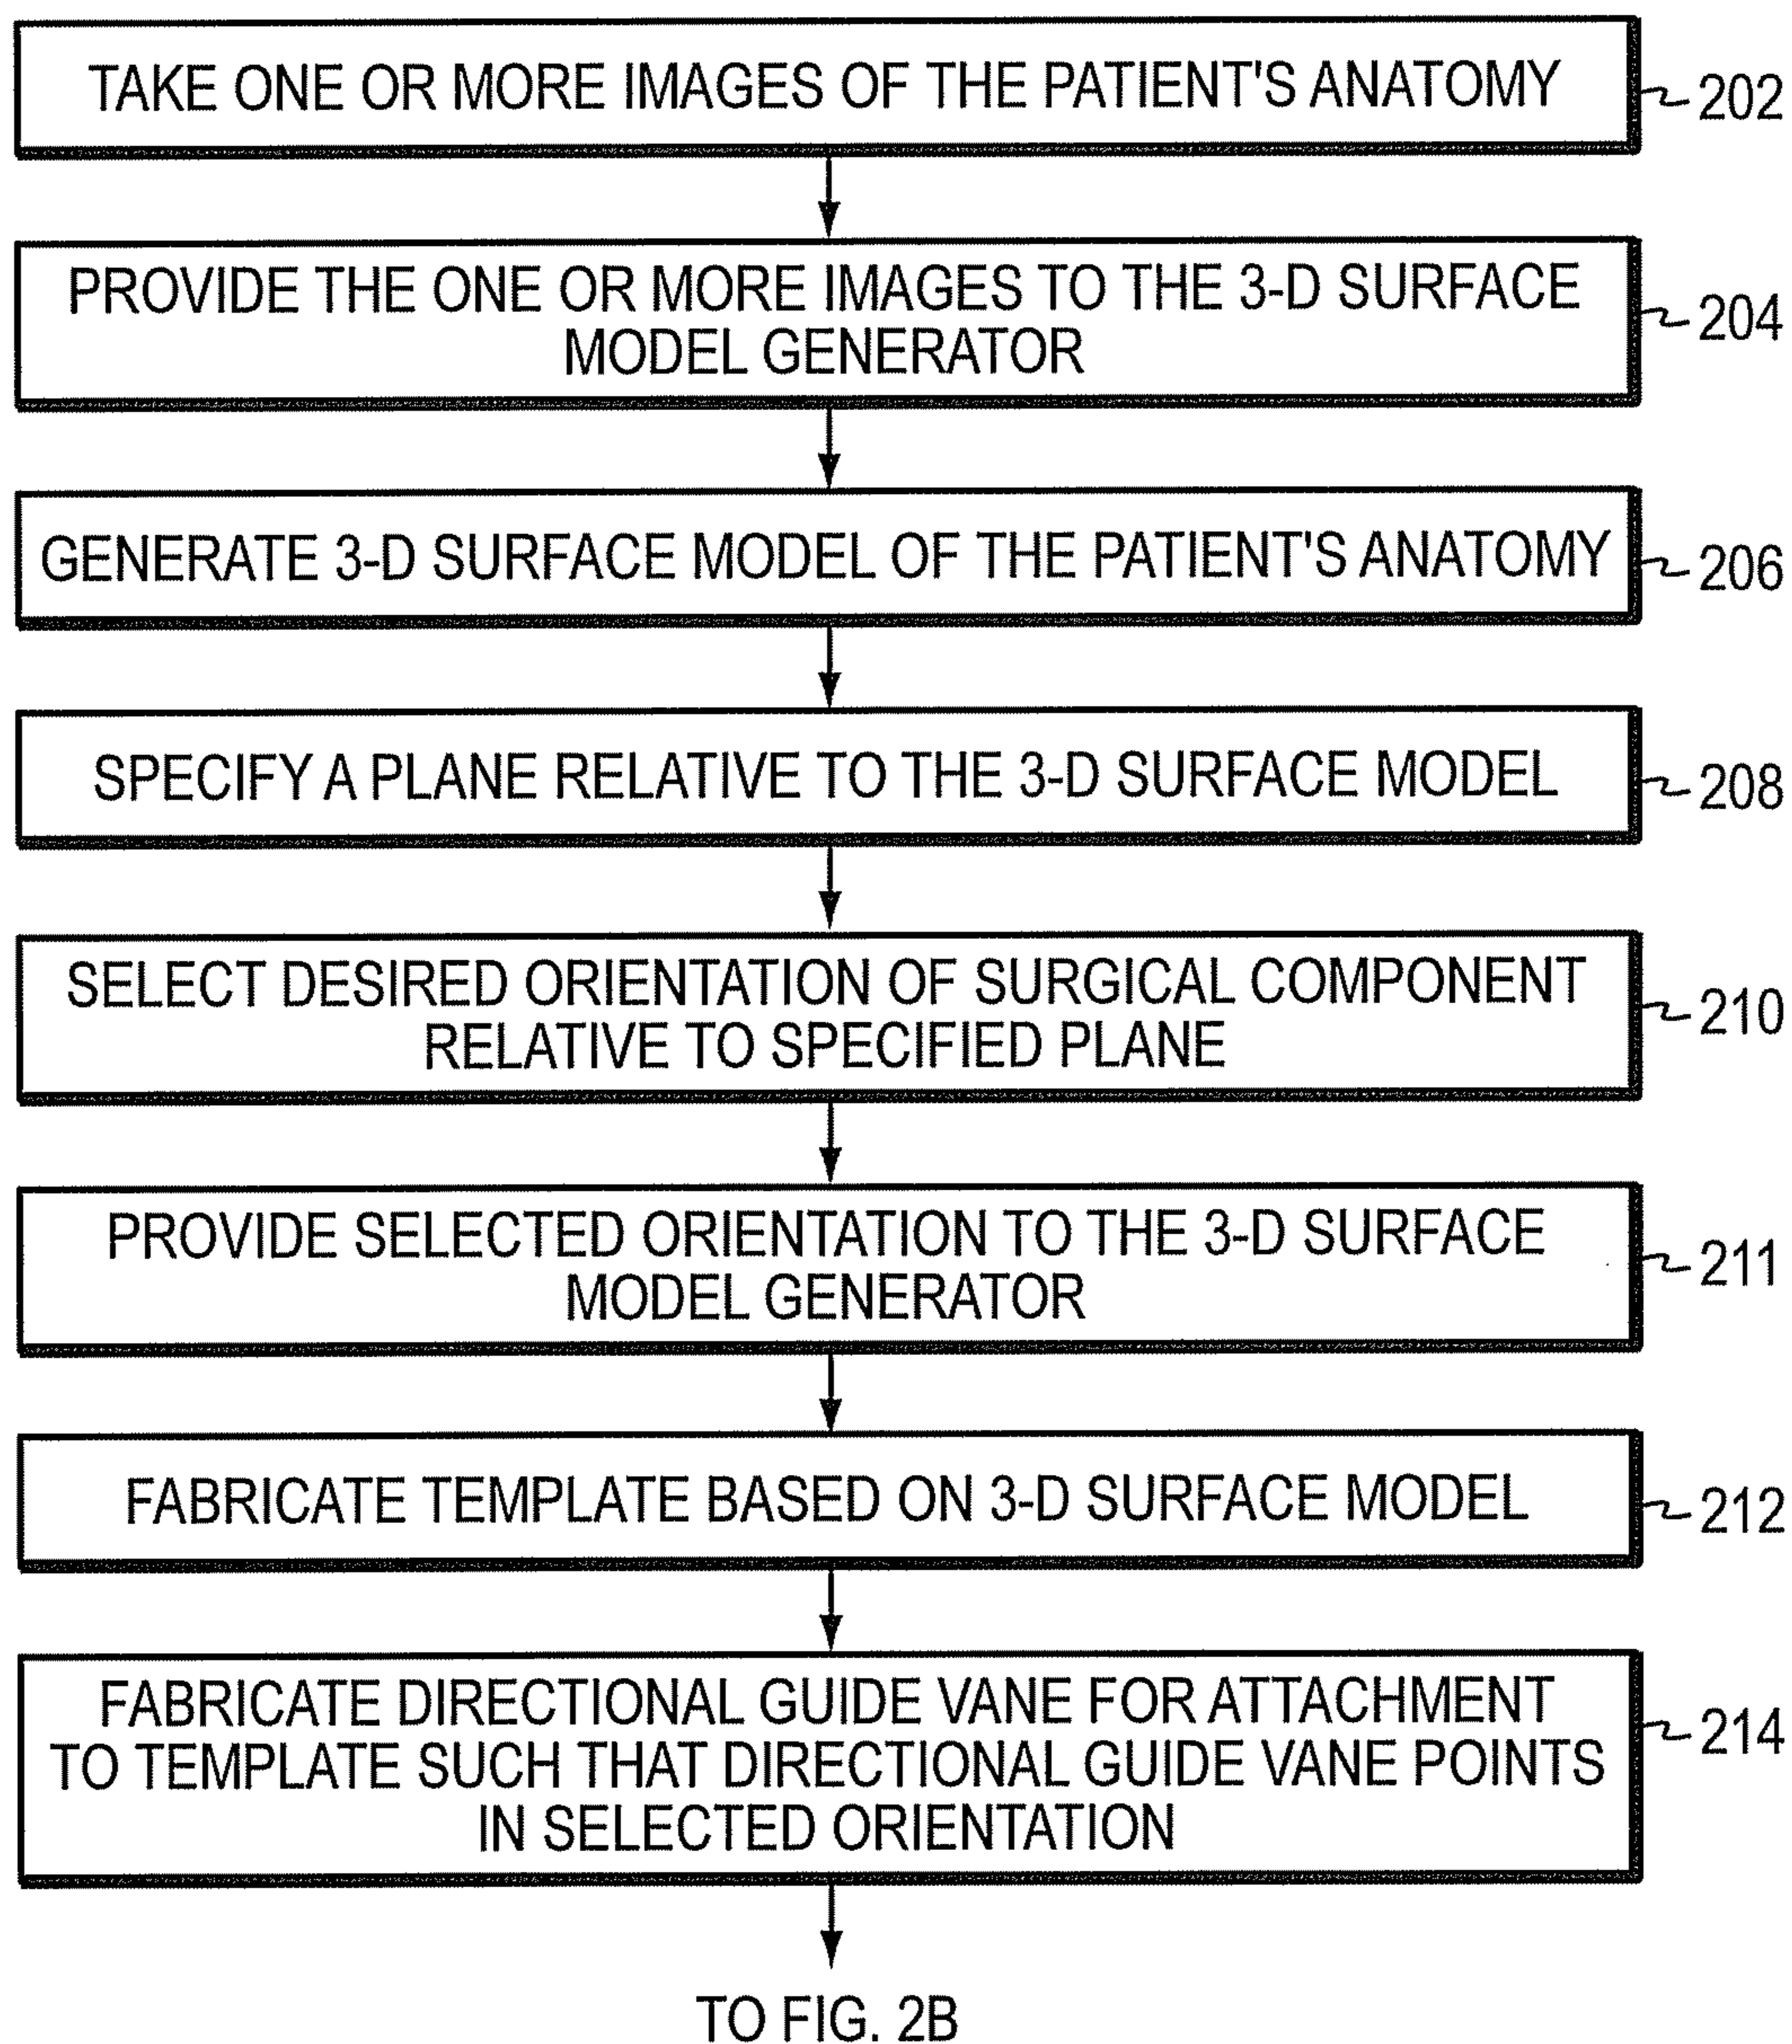 TAKE ONE OR MORE IMAGES OF THE PATIENT'S ANATOMY
202
PROVIDE THE ONE OR MORE IMAGES TO THE 3-D SURFACE
MODEL GENERATOR
204
GENERATE 3-D SURFACE MODEL OF THE PATIENT'S ANATOMY
206
SPECIFY A PLANE RELATIVE TO THE 3-D SURFACE MODEL
208
SELECT DESIRED ORIENTATION OF SURGICAL COMPONENT
RELATIVE TO SPECIFIED PLANE
210
PROVIDE SELECTED ORIENTATION TO THE 3-D SURFACE
MODEL GENERATOR
211
FABRICATE TEMPLATE BASED ON 3-D SURFACE MODEL
212
FABRICATE DIRECTIONAL GUIDE VANE FOR ATTACHMENT
TO TEMPLATE SUCH THAT DIRECTIONAL GUIDE VANE POINTS
IN SELECTED ORIENTATION
214
TO FIG. 2B